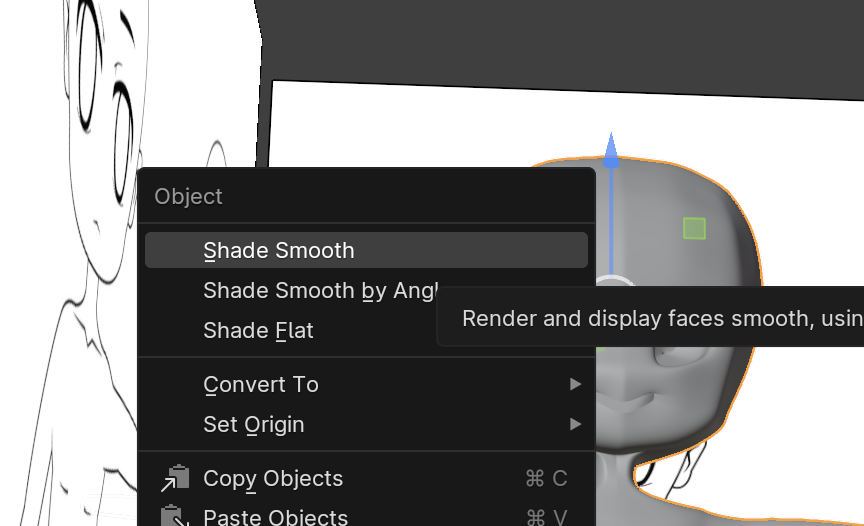 Object
Shade Smooth
Shade Smooth by Angl
Render and display faces smooth, usin
Shade Flat
Convert To
Set Origin
Copy Objects ⌘ C
Paste Objects ⌘ V